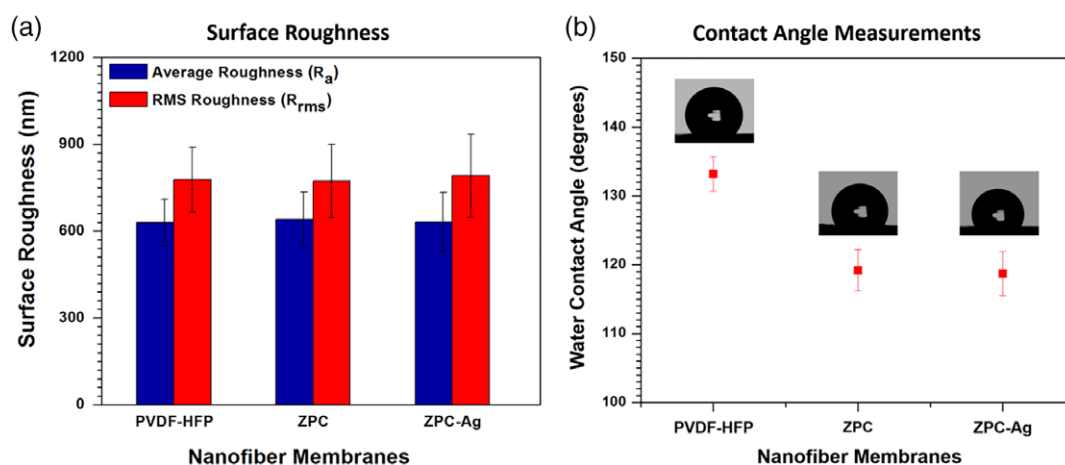 (a)
Surface Roughness
1200
900
600
300
0
Surface Roughness (nm)
Average Roughness (Ra)
RMS Roughness (Rrms)
PVDF-HFP ZPC ZPC-Ag
Nanofiber Membranes
(b)
Contact Angle Measurements
150
140
130
120
110
100
Water Contact Angle (degrees)
PVDF-HFP ZPC ZPC-Ag
Nanofiber Membranes